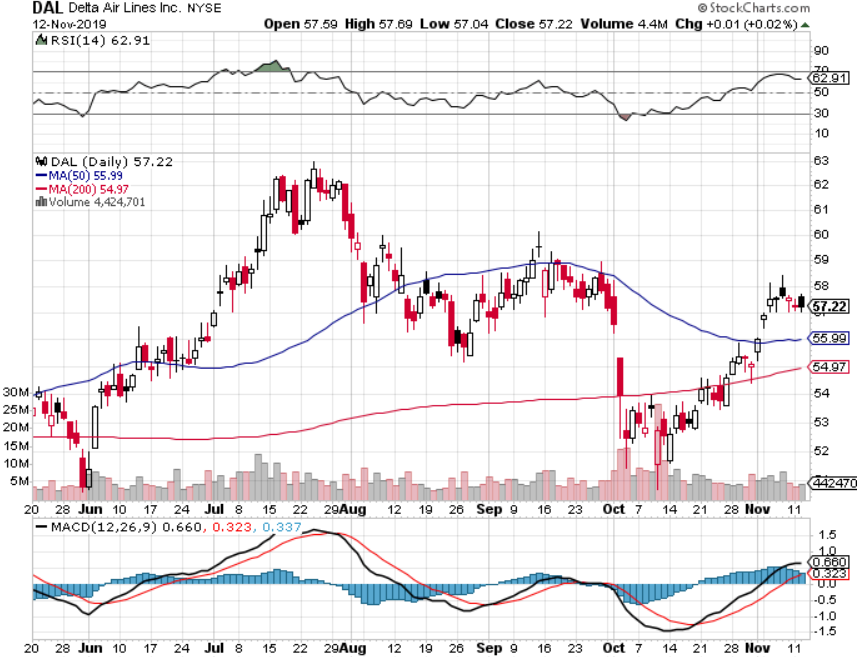 DAL Delta Air Lines Inc. NYSE © StockCharts.com
12-Nov-2019 Open 57.59 High 57.69 Low 57.04 Close 57.22 Volume 4.4M Chg +0.01 (+0.02%)
RSI(14) 62.91
90
70
62.91
50
30
10
DAL (Daily) 57.22
MA(50) 55.99
MA(200) 54.97
Volume 4,424,701
63
62
61
60
59
58
57.22
55.99
54.97
54
53
52
442470
30M
25M
20M
15M
10M
5M
20 28 Jun 10 17 24 Jul 8 15 22 29 Aug 12 19 26 Sep 9 16 23 Oct 7 14 21 28 Nov 11
MACD(12,26,9) 0.660, 0.323, 0.337
1.5
1.0
0.660
0.323
0.0
-0.5
-1.0
-1.5
20 28 Jun 10 17 24 Jul 8 15 22 29 Aug 12 19 26 Sep 9 16 23 Oct 7 14 21 28 Nov 11